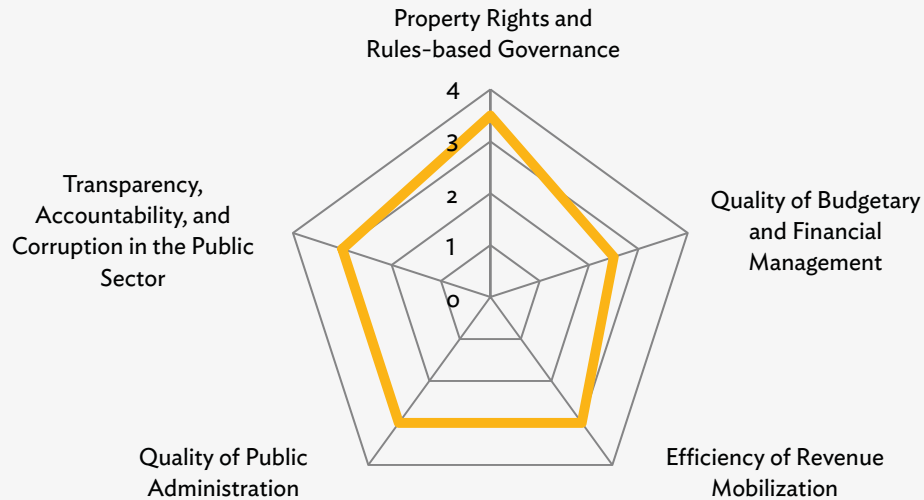 Property Rights and
Rules-based Governance
4
3
2
1
0
Transparency,
Accountability, and
Corruption in the Public
Sector
Quality of Budgetary
and Financial
Management
Quality of Public
Administration
Efficiency of Revenue
Mobilization